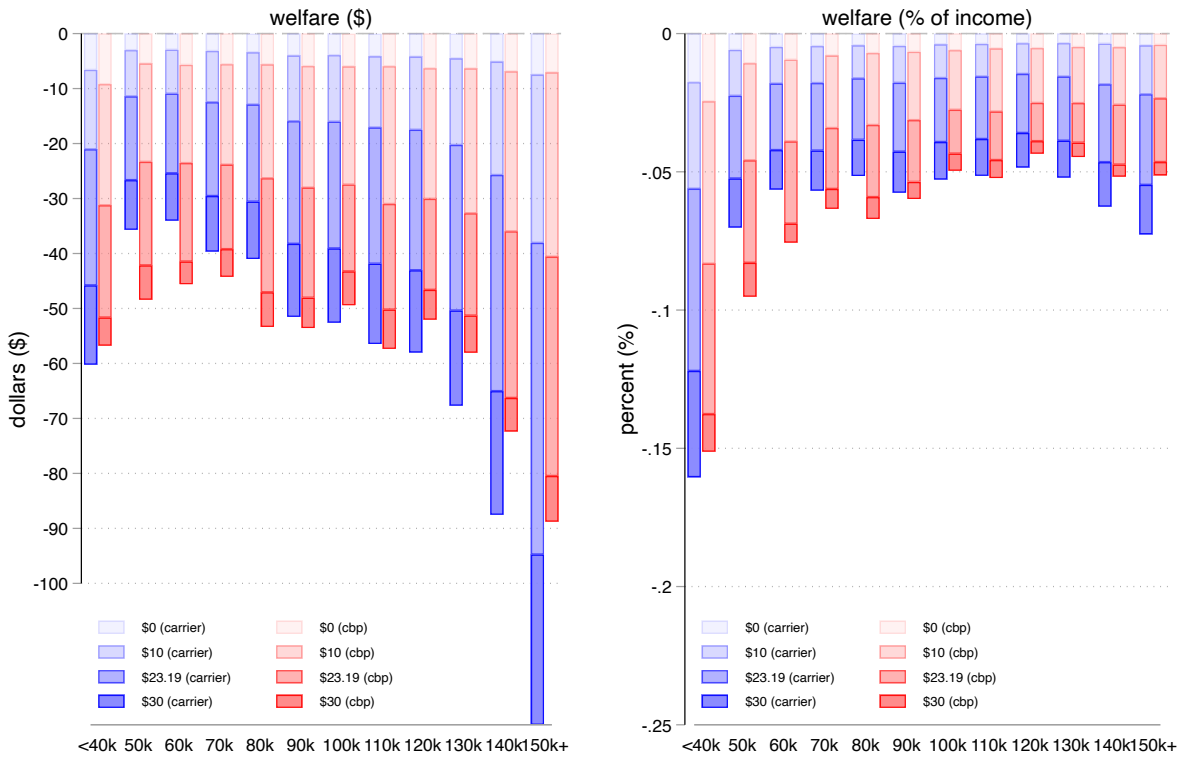 welfare ($)
dollars ($)
0
-10
-20
-30
-40
-50
-60
-70
-80
-90
-100
$0 (carrier) $0 (cbp)
$10 (carrier) $10 (cbp)
$23.19 (carrier) $23.19 (cbp)
$30 (carrier) $30 (cbp)
<40k 50k 60k 70k 80k 90k 100k 110k 120k 130k 140k 150k+
welfare (% of income)
percent (%)
0
-.05
-.1
-.15
-.2
-.25
$0 (carrier) $0 (cbp)
$10 (carrier) $10 (cbp)
$23.19 (carrier) $23.19 (cbp)
$30 (carrier) $30 (cbp)
<40k 50k 60k 70k 80k 90k 100k 110k 120k 130k 140k 150k+